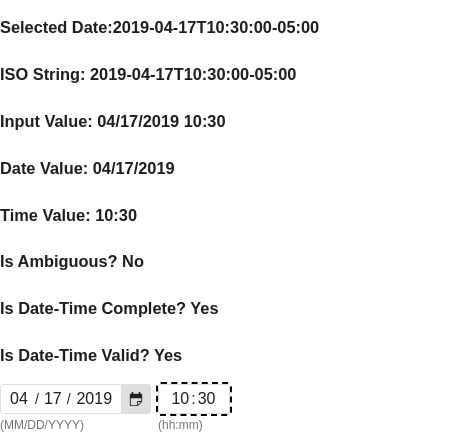 Selected Date:2019-04-17T10:30:00-05:00
ISO String: 2019-04-17T10:30:00-05:00
Input Value: 04/17/2019 10:30
Date Value: 04/17/2019
Time Value: 10:30
Is Ambiguous? No
Is Date-Time Complete? Yes
Is Date-Time Valid? Yes
04 / 17 / 2019 10:30
(MM/DD/YYYY) (hh:mm)